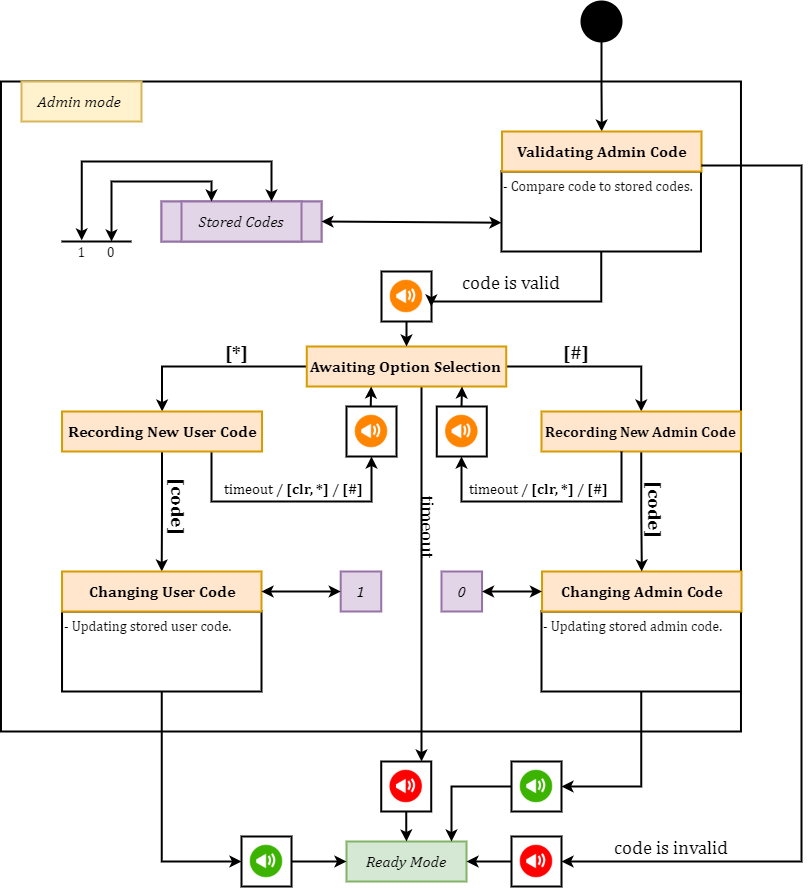 Admin mode
Validating Admin Code
- Compare code to stored codes.
Stored Codes
1 0
code is valid
[*]
Awaiting Option Selection
[#]
Recording New User Code
Recording New Admin Code
timeout / [clr, *] / [#]
timeout / [clr, *] / [#]
[code]
timeout
[code]
Changing User Code
1
0
Changing Admin Code
- Updating stored user code.
- Updating stored admin code.
code is invalid
Ready Mode